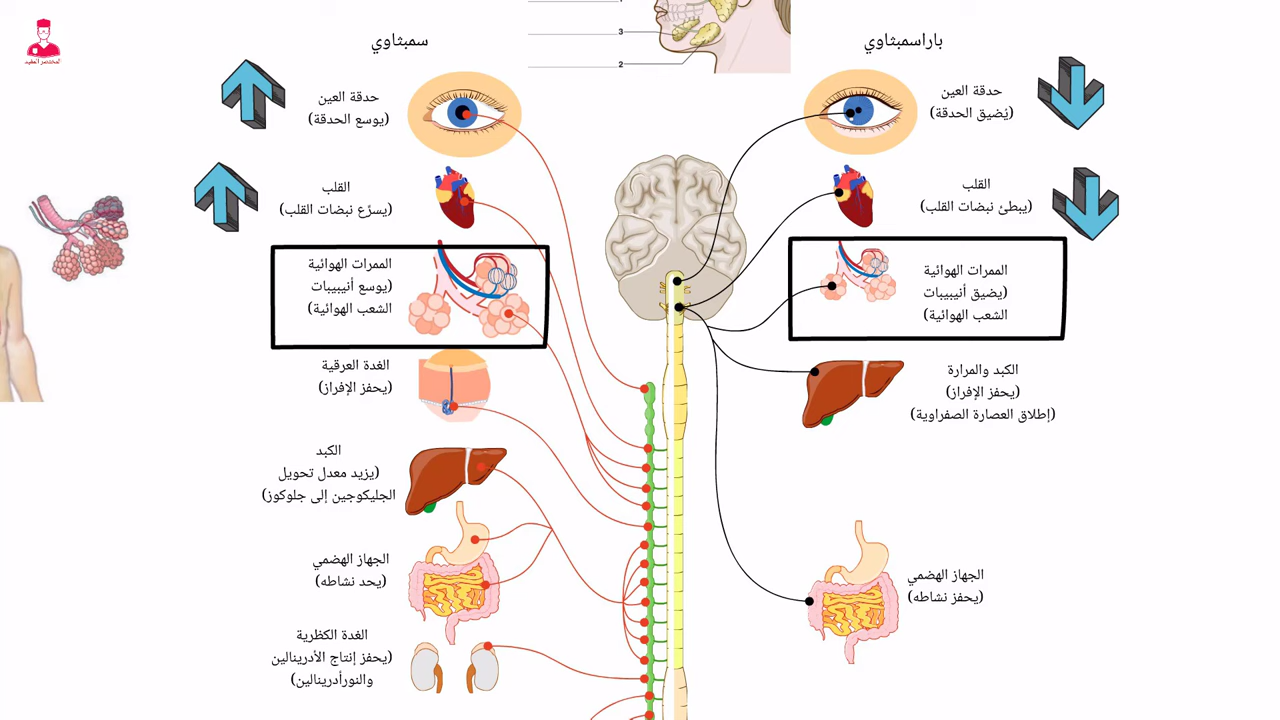 المختصر المفيد
3
2
سمبثاوي
حدقة العين
(يوسع الحدقة)
القلب
(يسرّع نبضات القلب)
الممرات الهوائية
(يوسع أنيبيبات
الشعب الهوائية)
الغدة العرقية
(يحفز الإفراز)
الكبد
(يزيد معدل تحويل
الجليكوجين إلى جلوكوز)
الجهاز الهضمي
(يحد نشاطه)
الغدة الكظرية
(يحفز إنتاج الأدرينالين
والنورأدرينالين)
باراسمبثاوي
حدقة العين
(يُضيق الحدقة)
القلب
(يبطئ نبضات القلب)
الممرات الهوائية
(يضيق أنيبيبات
الشعب الهوائية)
الكبد والمرارة
(يحفز الإفراز)
(إطلاق العصارة الصفراوية)
الجهاز الهضمي
(يحفز نشاطه)